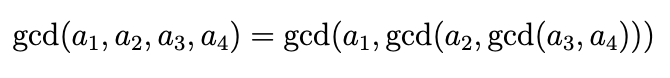 gcd(a₁, a₂, a₃, a₄) = gcd(a₁, gcd(a₂, gcd(a₃, a₄)))